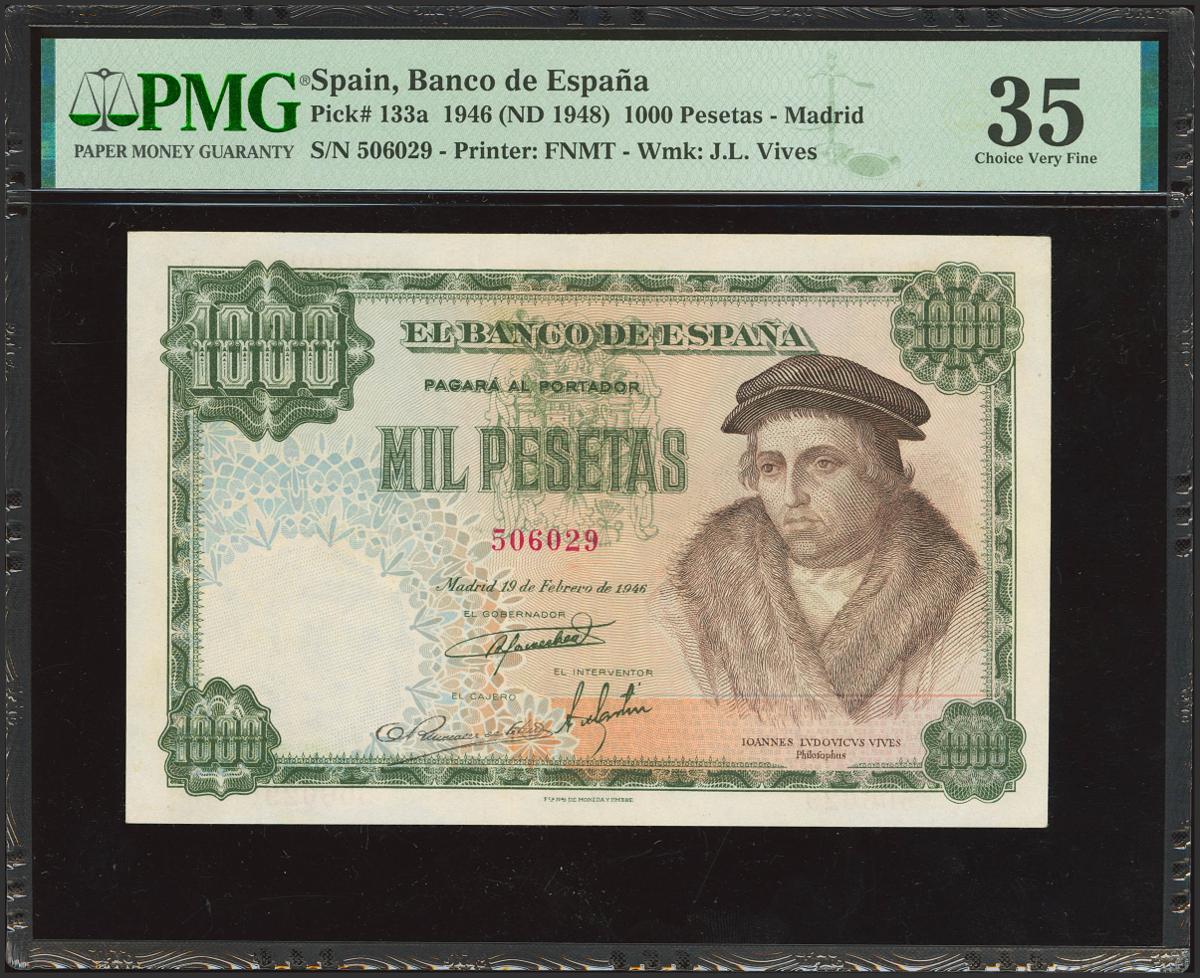 PMG®
PAPER MONEY GUARANTY
Spain, Banco de España
Pick# 133a 1946 (ND 1948) 1000 Pesetas - Madrid
S/N 506029 - Printer: FNMT - Wmk: J.L. Vives
35
Choice Very Fine
1000
1000
EL BANCO DE ESPAÑA
PAGARÁ AL PORTADOR
MIL PESETAS
506029
Madrid 19 de Febrero de 1946
EL GOBERNADOR
EL INTERVENTOR
EL CAJERO
1000
IOANNES LVDOVICVS VIVES
Philosophus
1000